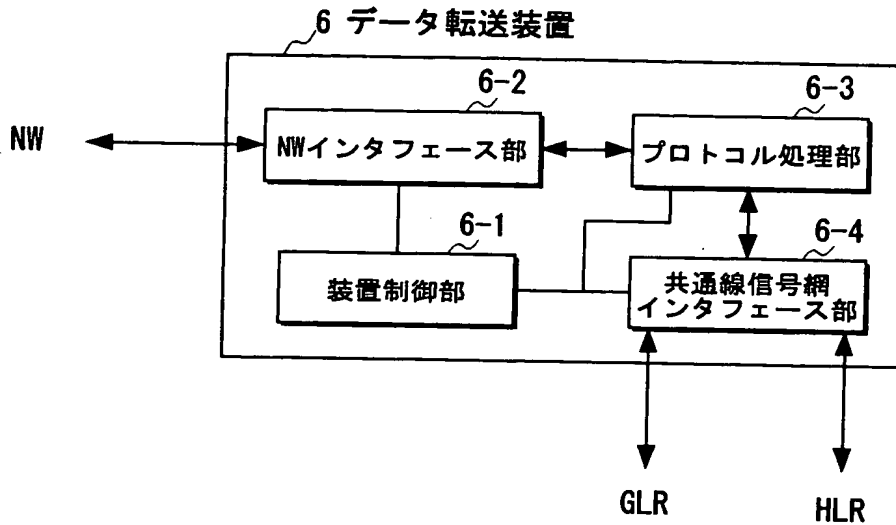 6 データ転送装置
6-2
6-3
NW
NWインタフェース部
プロトコル処理部
6-1
6-4
装置制御部
共通線信号網
インタフェース部
GLR
HLR